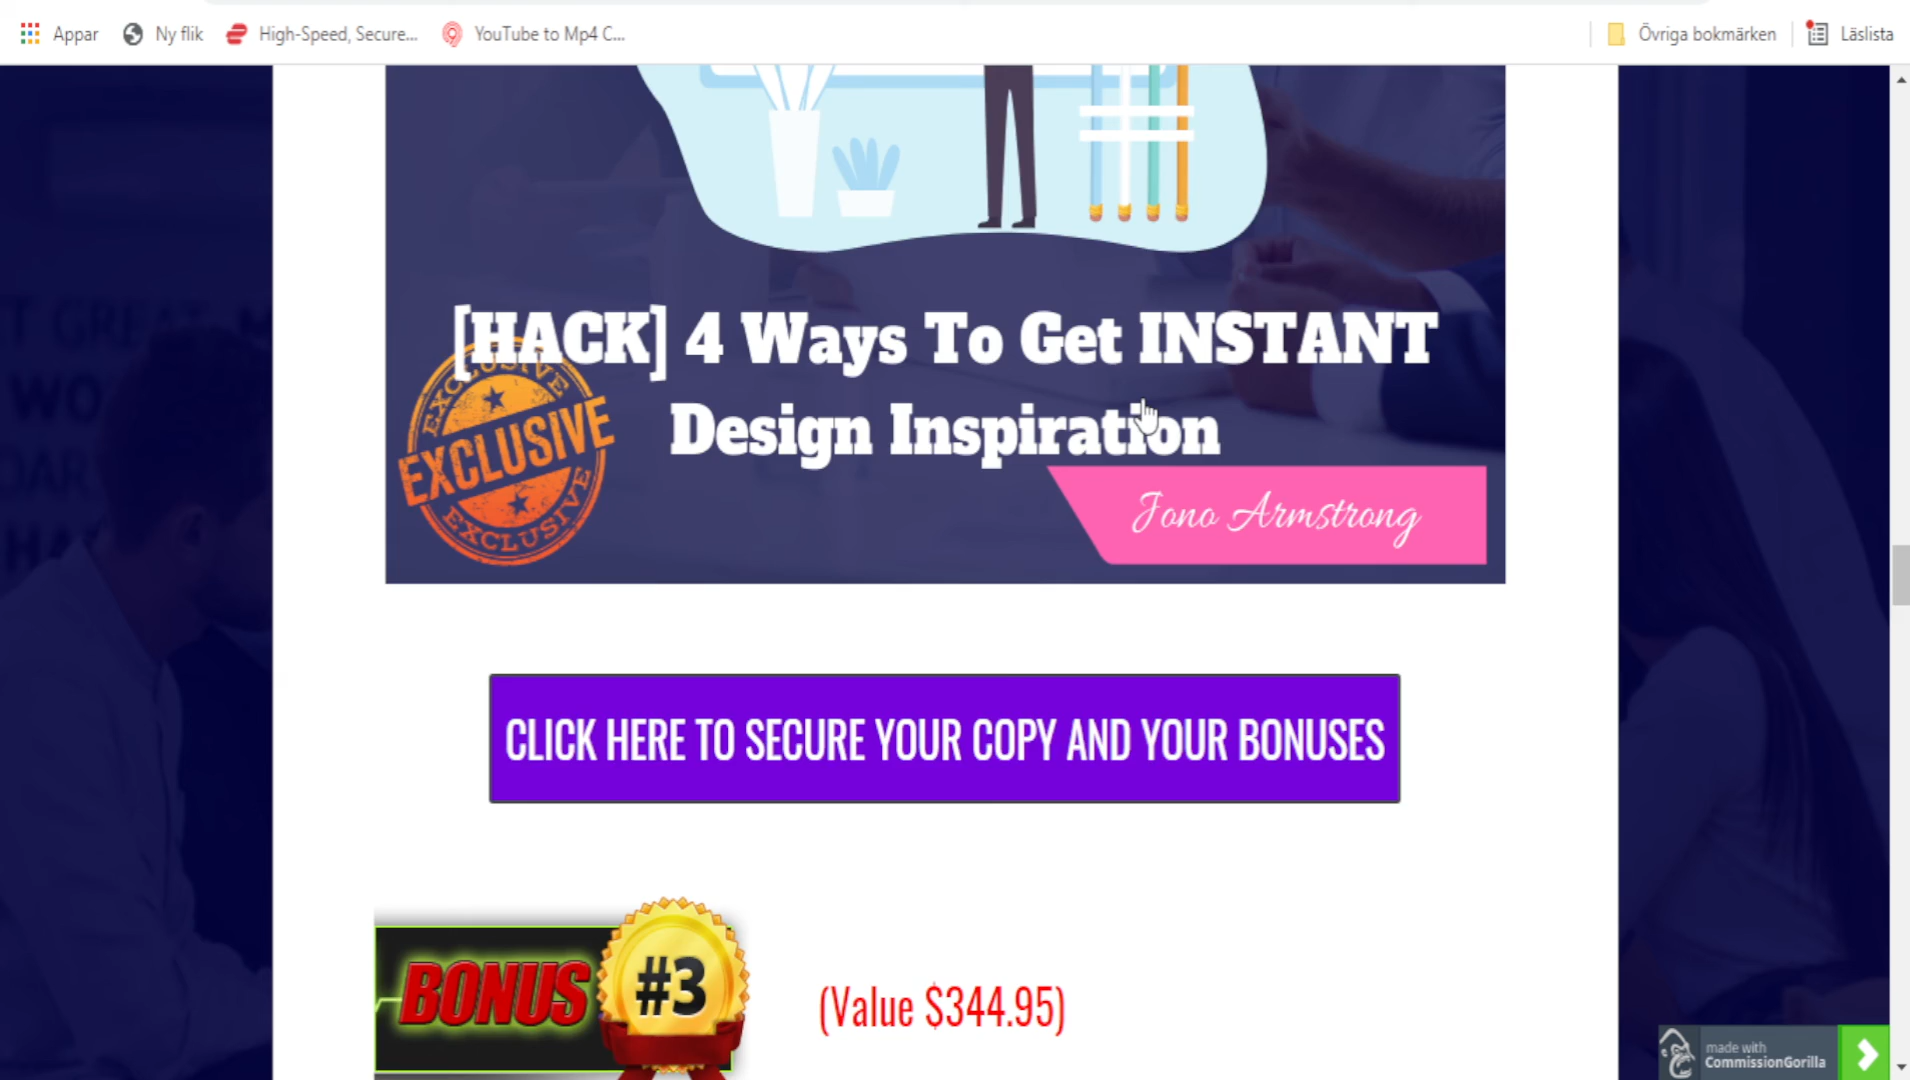 Appar
Ny flik
High-Speed, Secure...
YouTube to Mp4 C...
Övriga bokmärken
Läslista
[HACK] 4 Ways To Get INSTANT
Design Inspiration
EXCLUSIVE
EXCLUSIVE
EXCLUSIVE
Jono Armstrong
CLICK HERE TO SECURE YOUR COPY AND YOUR BONUSES
BONUS
#3
(Value $344.95)
made with
CommissionGorilla